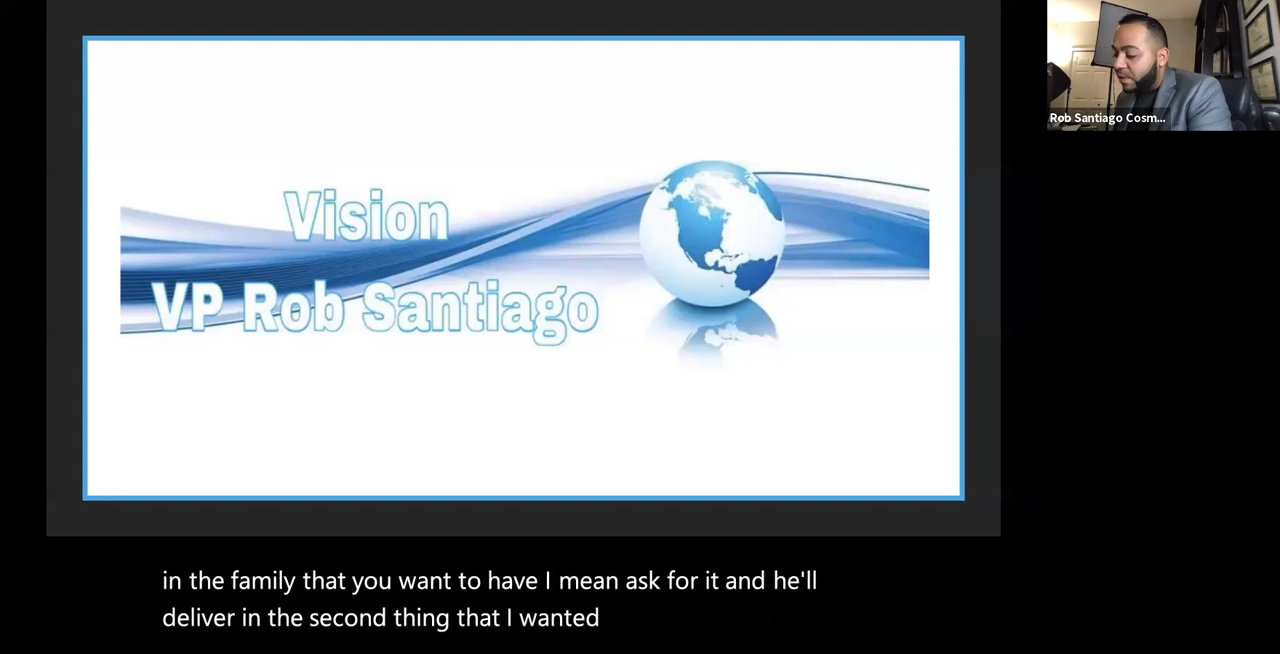 Vision
VP Rob Santiago
Rob Santiago Cosm...
in the family that you want to have I mean ask for it and he'll
deliver in the second thing that I wanted